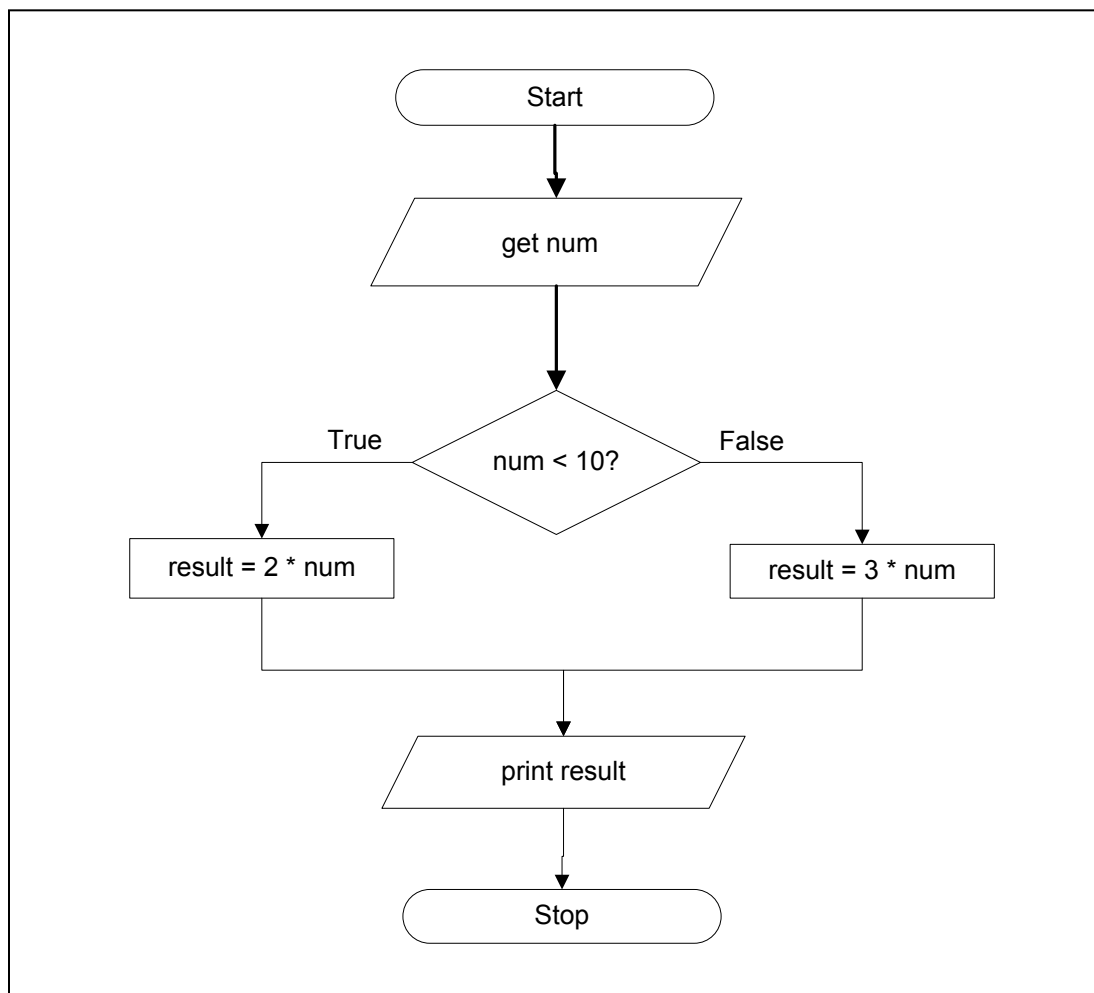 Start
get num
True
False
num < 10?
result = 2 * num
result = 3 * num
print result
Stop